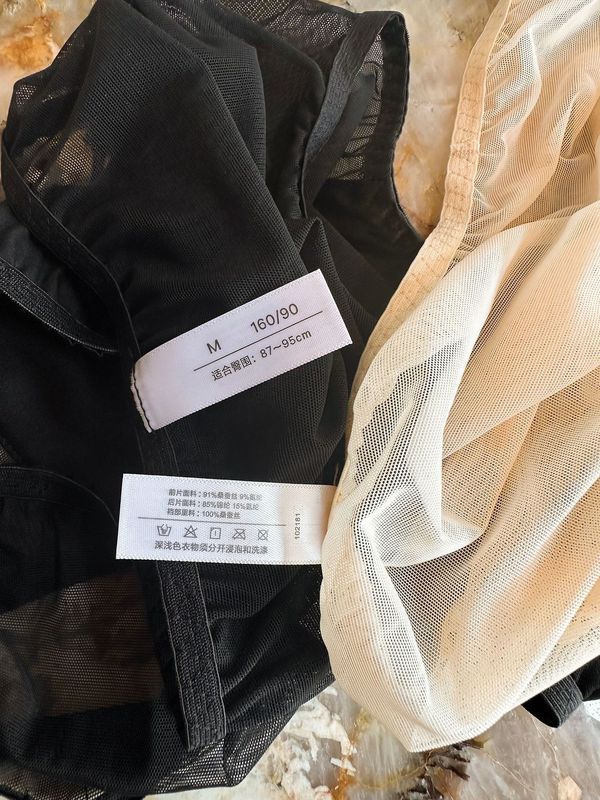 M 160/90
适合臀围：87～95cm
前片面料：91%桑蚕丝 9%氨纶
后片面料：85%锦纶 15%氨纶
裆部里料：100%桑蚕丝
深浅色衣物须分开浸泡和洗涤
102181